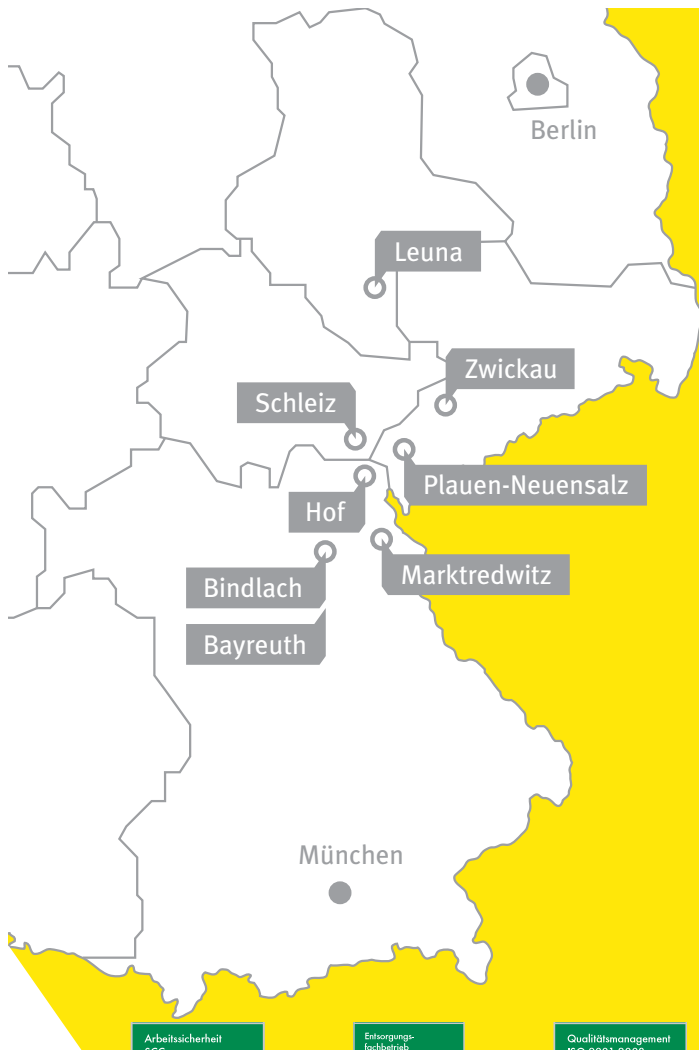 Berlin
Leuna
Zwickau
Schleiz
Plauen-Neuensalz
Hof
Marktredwitz
Bindlach
Bayreuth
München
Arbeitssicherheit
Entsorgungs-
fachbetrieb
Qualitätsmanagement